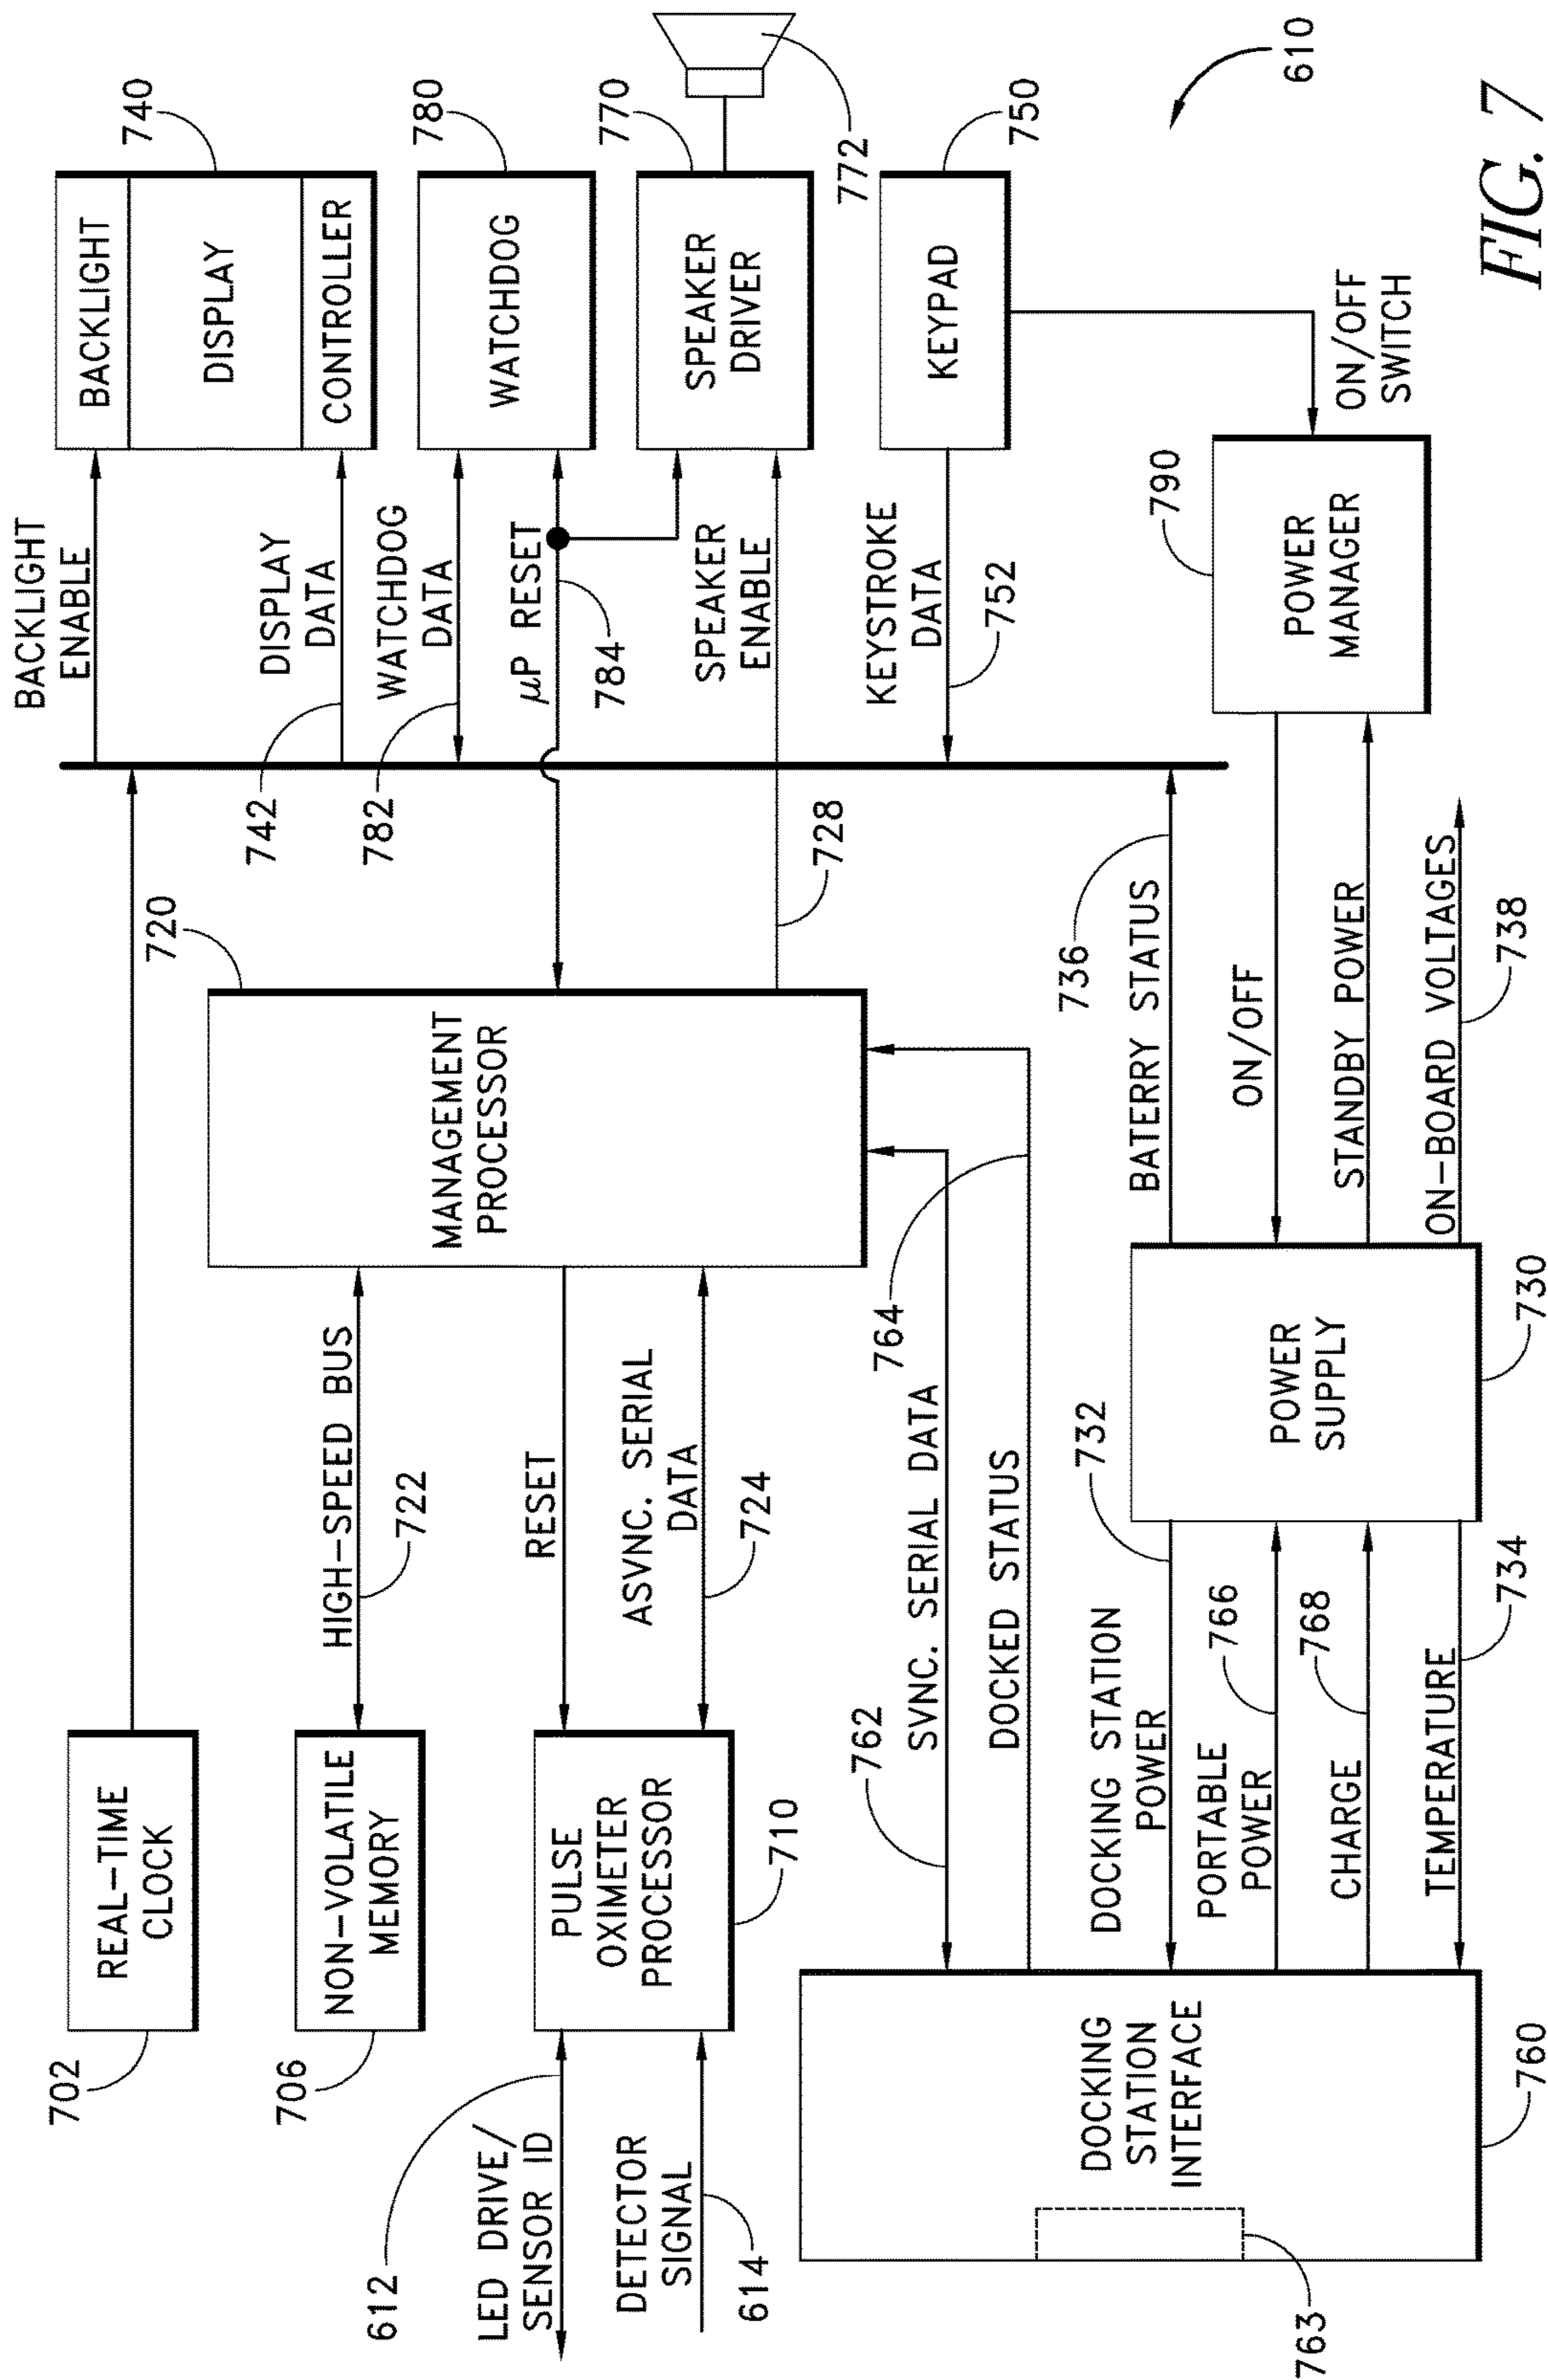 702
REAL-TIME
CLOCK
706
NON-VOLATILE
MEMORY
HIGH-SPEED BUS
722
720
MANAGEMENT
PROCESSOR
612
LED DRIVE/
SENSOR ID
DETECTOR
SIGNAL
614
PULSE
OXIMETER
PROCESSOR
710
RESET
ASVNC. SERIAL
DATA
724
BACKLIGHT
ENABLE
DISPLAY
DATA
742
BACKLIGHT
DISPLAY
CONTROLLER
740
WATCHDOG
DATA
782
WATCHDOG
780
μP RESET
784
SPEAKER
ENABLE
728
SPEAKER
DRIVER
770
772
KEYSTROKE
DATA
752
KEYPAD
750
762
SVNC. SERIAL DATA
764
DOCKED STATUS
DOCKING
STATION
INTERFACE
763
760
DOCKING STATION
POWER
732
PORTABLE
POWER
766
CHARGE
768
TEMPERATURE
734
POWER
SUPPLY
730
736
BATERRY STATUS
ON/OFF
STANDBY POWER
ON-BOARD VOLTAGES
738
790
POWER
MANAGER
ON/OFF
SWITCH
610
FIG. 7